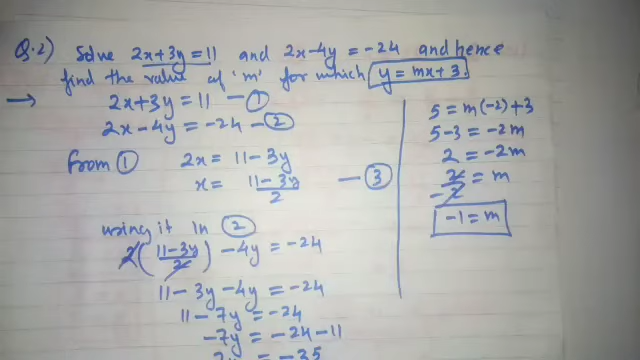 Q.2) Solve 2x+3y=11 and 2x-4y=-24 and hence
find the value of 'm' for which y=mx+3.
→ 2x+3y=11 — ①
2x-4y=-24 — ②
from ① 2x = 11-3y
x = (11-3y)/2 — ③
using it in ②
2((11-3y)/2) -4y = -24
11-3y-4y = -24
11-7y = -24
-7y = -24-11
= -35
5 = m(-2)+3
5-3 = -2m
2 = -2m
2/-2 = m
-1 = m